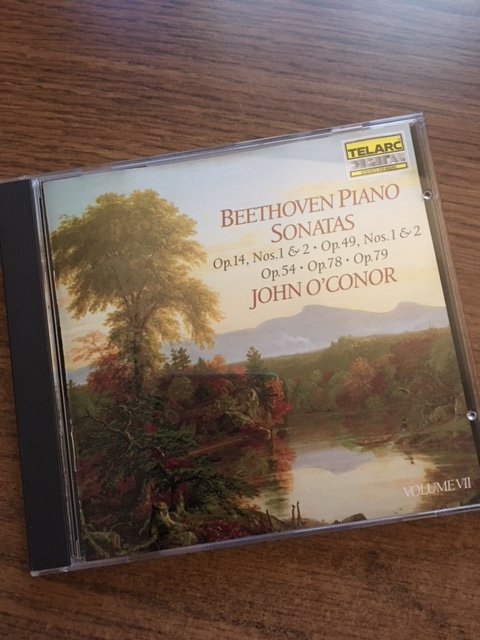 TELARC
DIGITAL
BEETHOVEN PIANO
SONATAS
Op.14, Nos.1 & 2 • Op.49, Nos.1 & 2
Op.54 • Op.78 • Op.79
JOHN O'CONOR
VOLUME VII